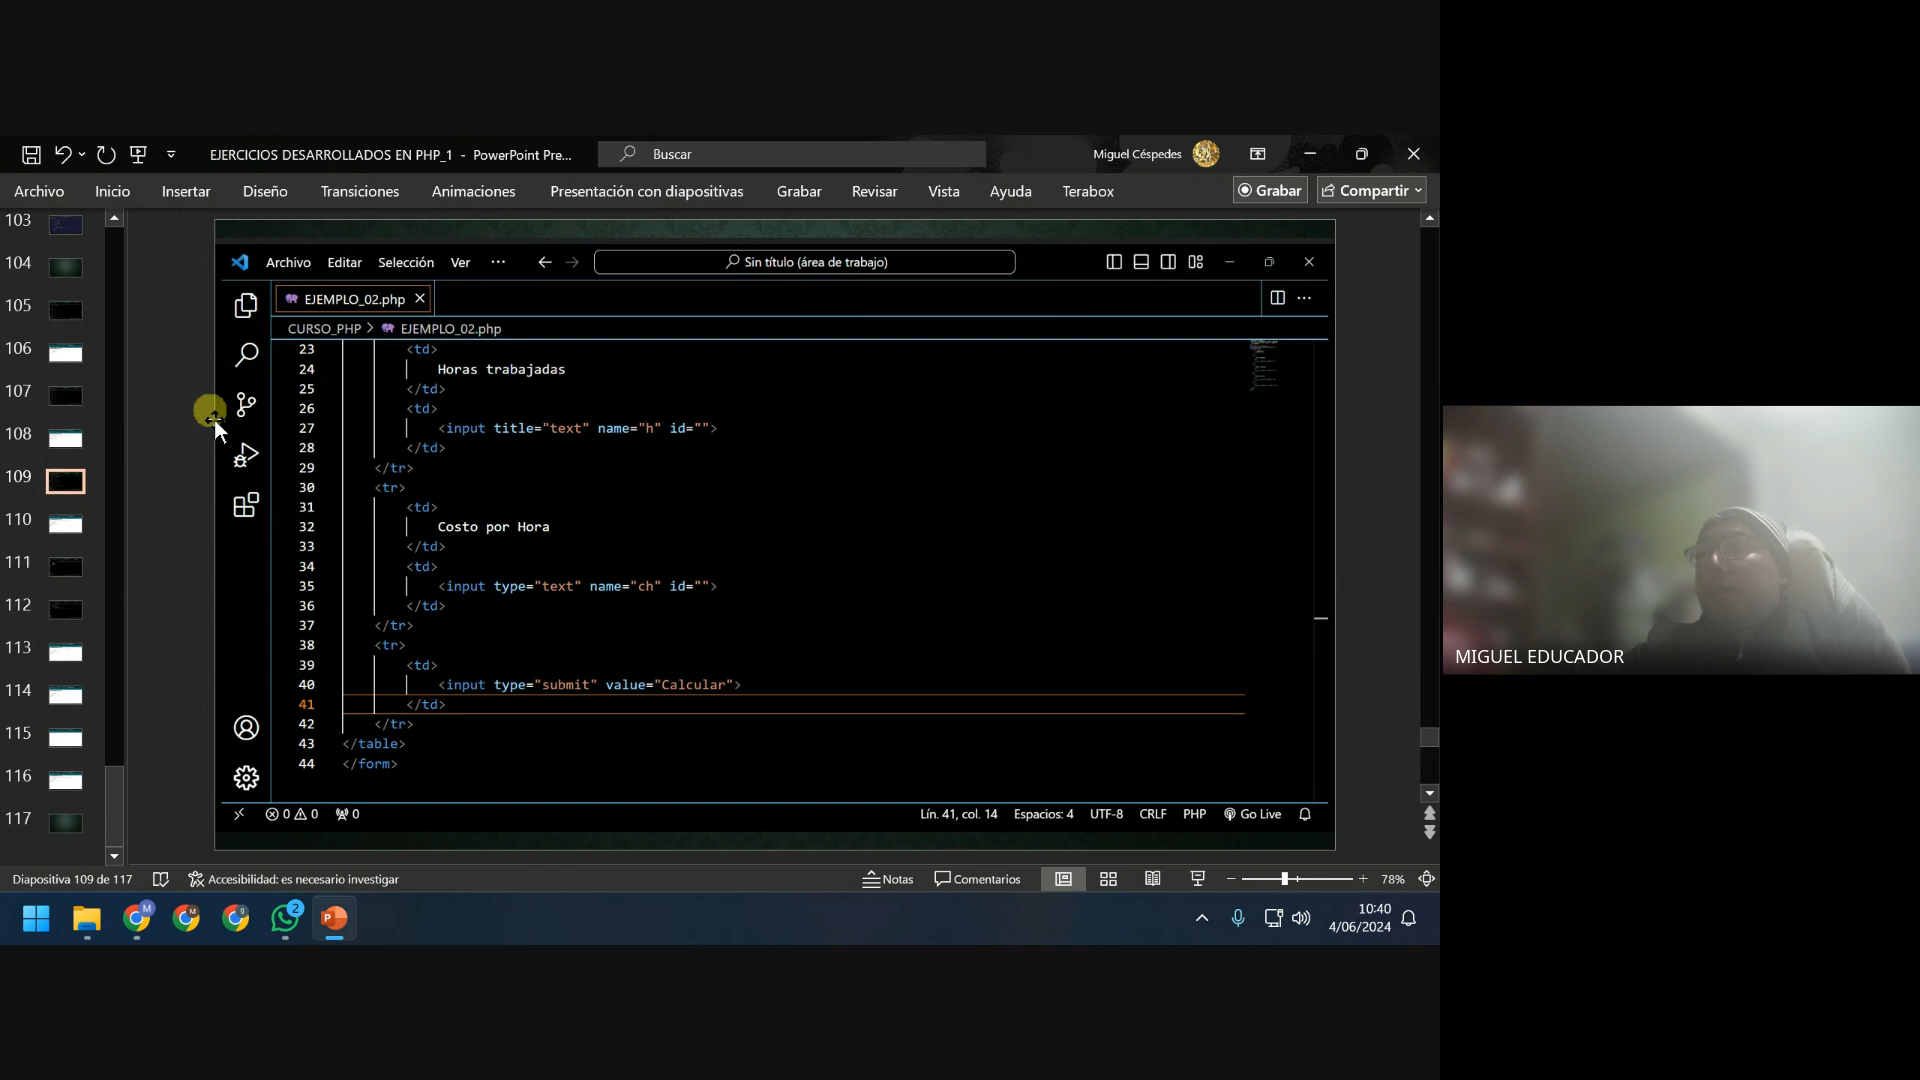 EJERCICIOS DESARROLLADOS EN PHP_1 - PowerPoint Pre...
Buscar
Miguel Céspedes
Archivo Inicio Insertar Diseño Transiciones Animaciones Presentación con diapositivas Grabar Revisar Vista Ayuda Terabox Grabar Compartir
103
104
105
106
107
108
109
110
111
112
113
114
115
116
117
Archivo Editar Selección Ver ... Sin título (área de trabajo)
EJEMPLO_02.php
CURSO_PHP > EJEMPLO_02.php
23 <td>
24 Horas trabajadas
25 </td>
26 <td>
27 <input title="text" name="h" id="">
28 </td>
29 </tr>
30 <tr>
31 <td>
32 Costo por Hora
33 </td>
34 <td>
35 <input type="text" name="ch" id="">
36 </td>
37 </tr>
38 <tr>
39 <td>
40 <input type="submit" value="Calcular">
41 </td>
42 </tr>
43 </table>
44 </form>
0 0 0 Lín. 41, col. 14 Espacios: 4 UTF-8 CRLF PHP Go Live
Diapositiva 109 de 117 Accesibilidad: es necesario investigar Notas Comentarios 78%
M M g 2 P
10:40
4/06/2024
MIGUEL EDUCADOR